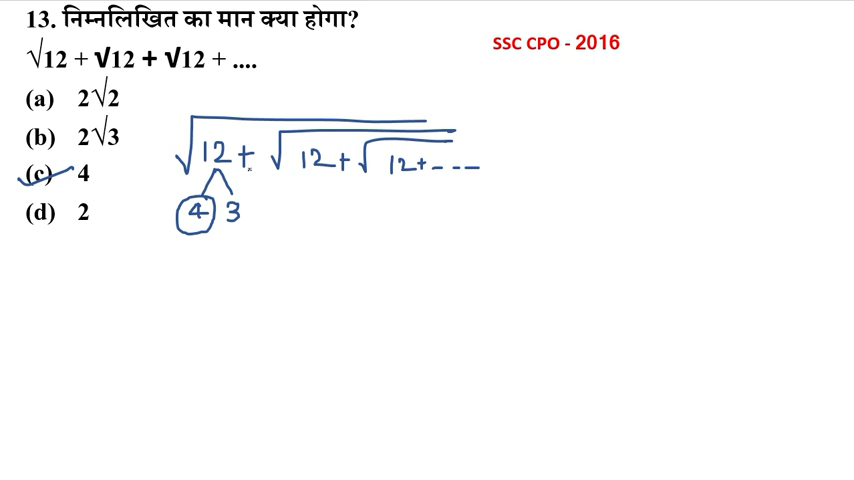 13. निम्नलिखित का मान क्या होगा?
SSC CPO - 2016
√12 + √12 + √12 + ....
(a) 2√2
(b) 2√3
(c) 4
(d) 2
√12 + √12 + √12 + - - -
4 3